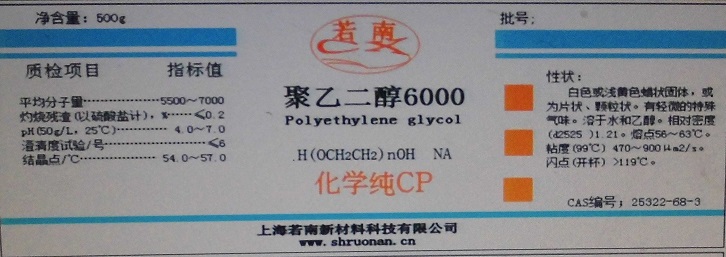 净含量：500g
质检项目 指标值
平均分子量 5500～7000
灼烧残渣(以硫酸盐计)，% ≤0.2
pH(50g/L，25℃) 4.0～7.0
澄清度试验/号 ≤6
结晶点/℃ 54.0～57.0
若南
聚乙二醇6000
Polyethylene glycol
.H(OCH2CH2)nOH NA
化学纯CP
批号：
性状：
白色或浅黄色蜡状固体，或
为片状、颗粒状。有轻微的特殊
气味。溶于水和乙醇。相对密度
(d2525)1.21。熔点56～63℃。
粘度(99℃)470～900 m2/s。
闪点(开杯)>119℃。
CAS编号：25322-68-3
上海若南新材料科技有限公司
www.shruonan.cn